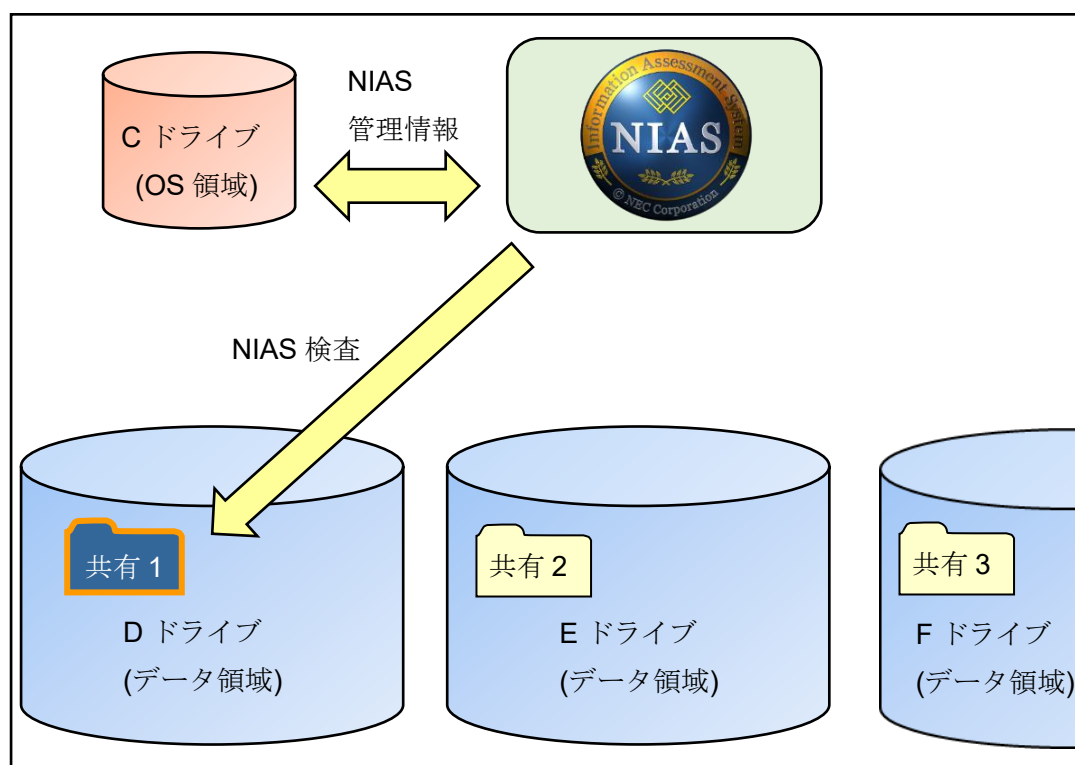 NIAS
管理情報
C ドライブ
(OS 領域)
Information Assessment System
NIAS
© NEC Corporation
NIAS 検査
共有 1
D ドライブ
(データ領域)
共有 2
E ドライブ
(データ領域)
共有 3
F ドライブ
(データ領域)